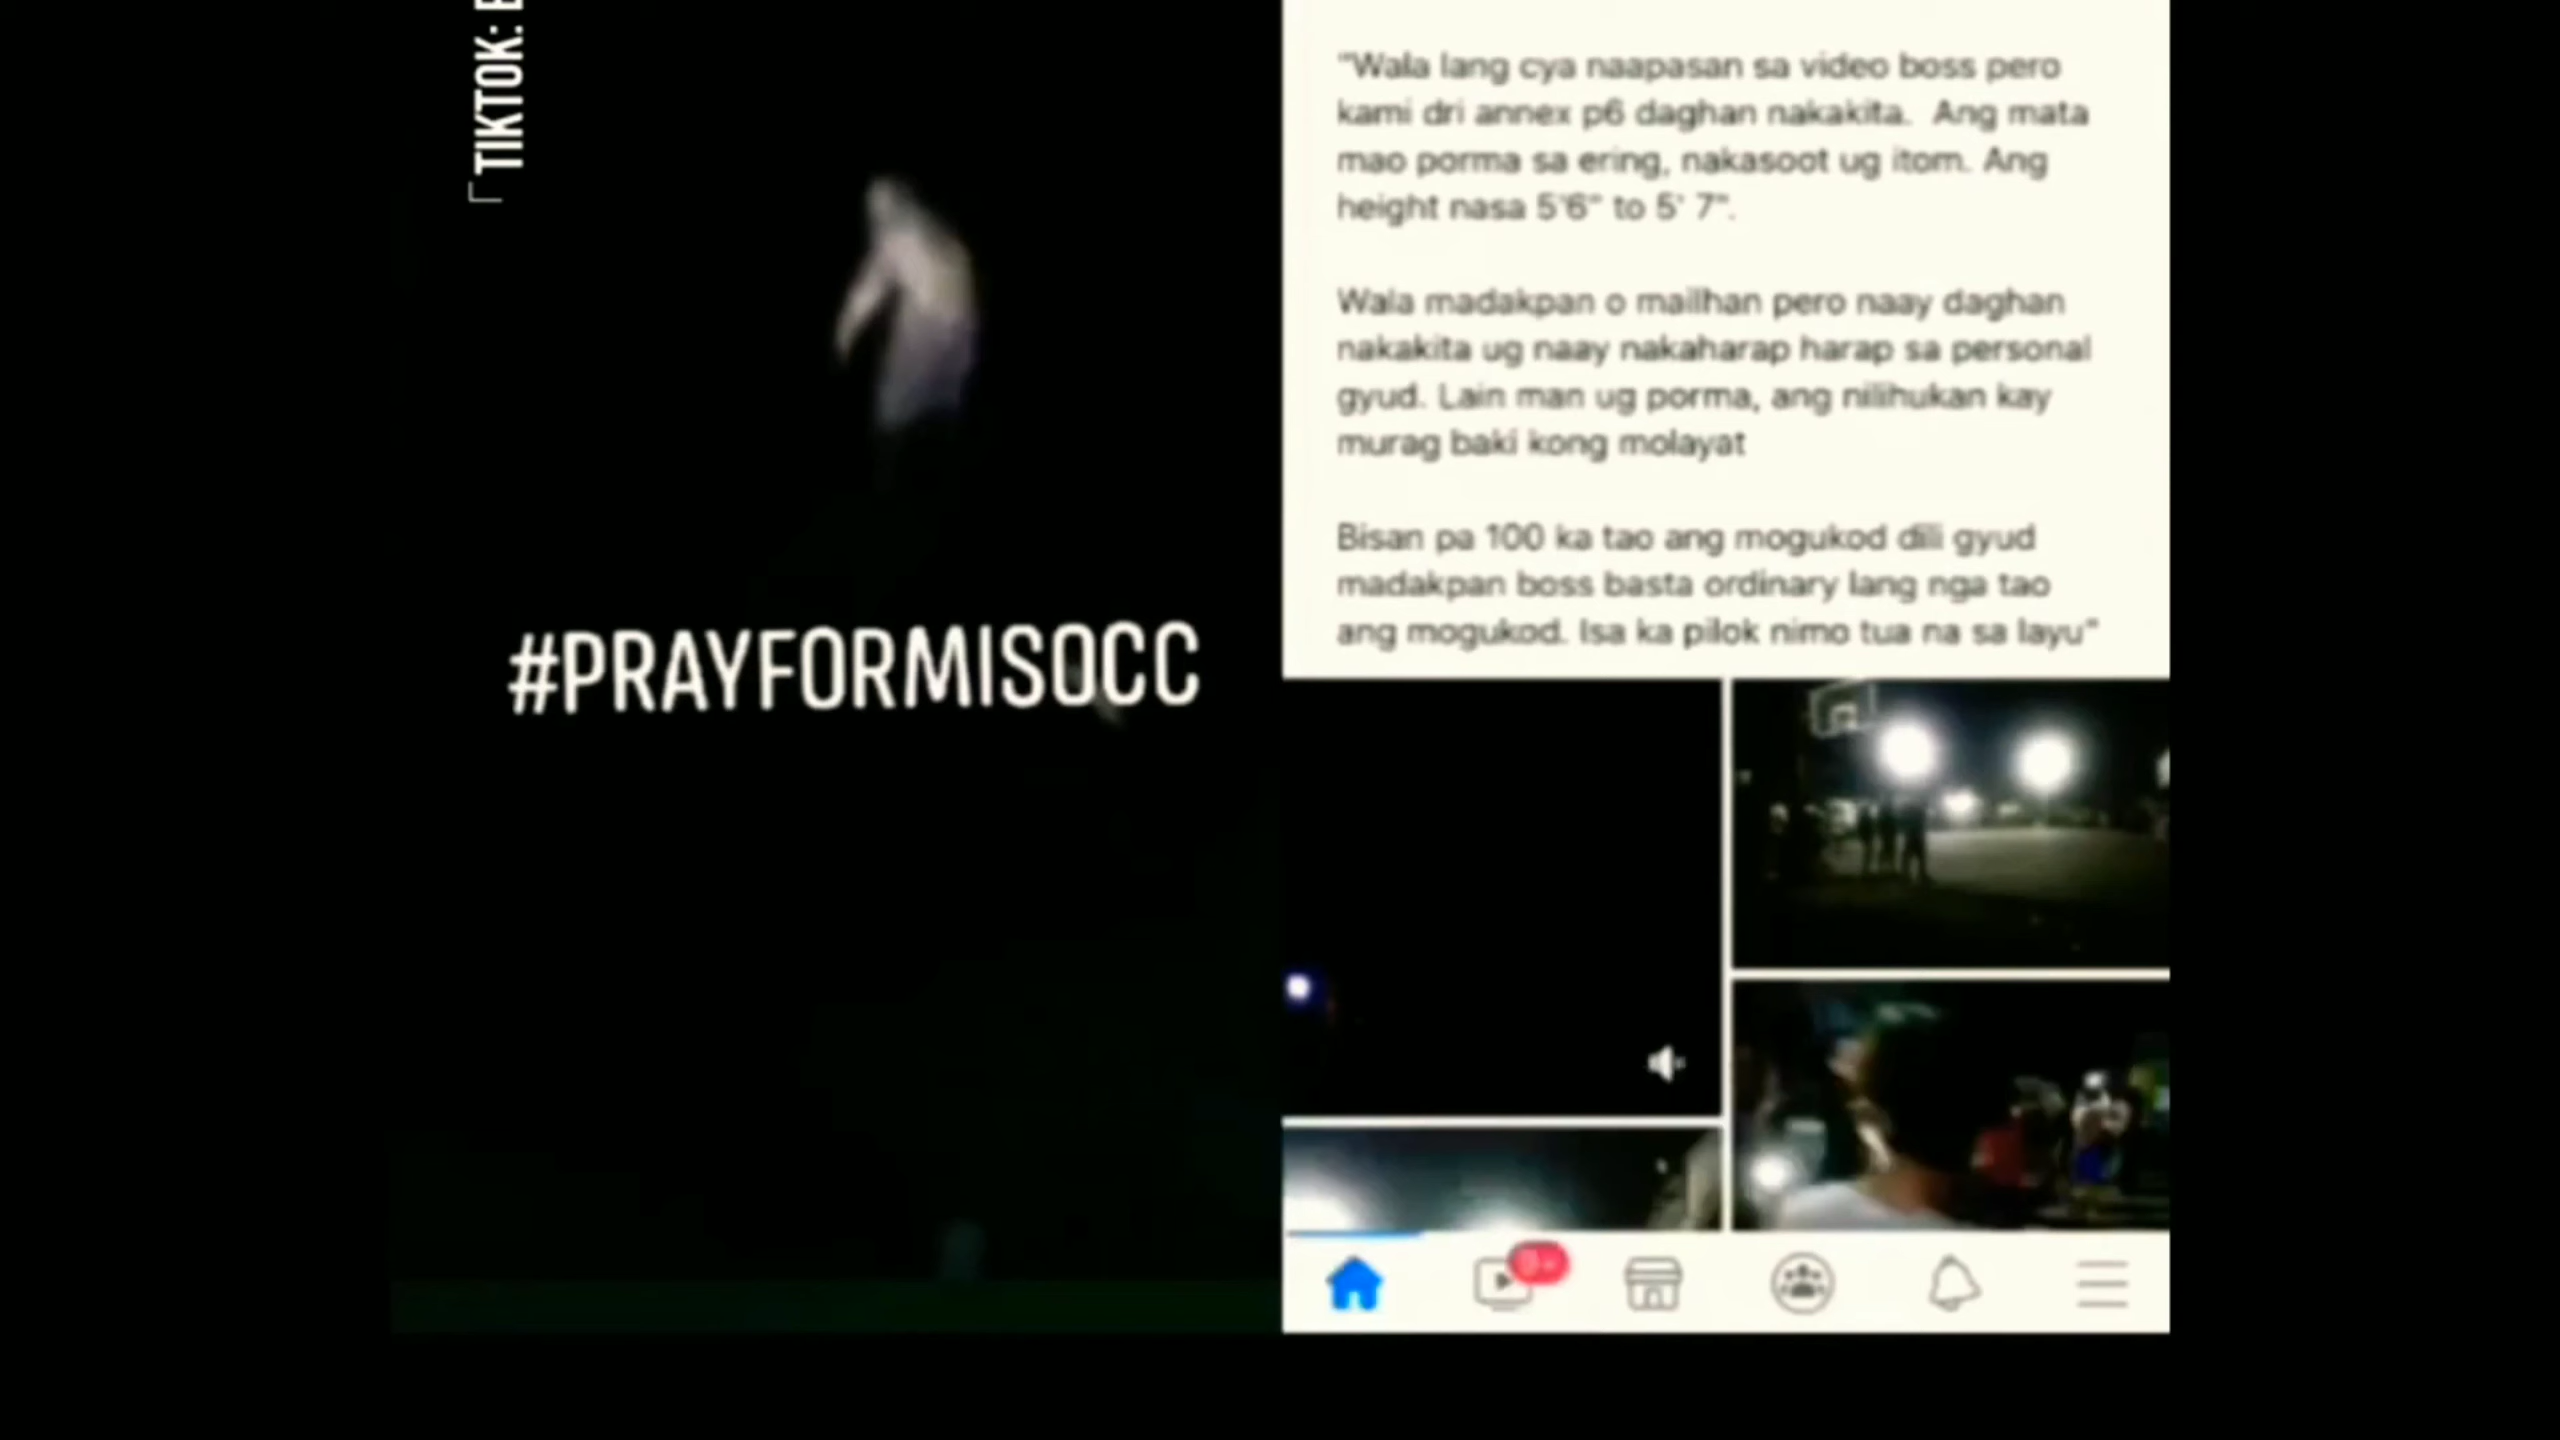 TIKTOK:
#PRAYFORMISOCC
"Wala lang cya naapasan sa video boss pero
kami dri annex p6 daghan nakakita. Ang mata
mao porma sa ering, nakasoot ug itom. Ang
height nasa 5'6" to 5' 7".
Wala madakpan o mailhan pero naay daghan
nakakita ug naay nakaharap harap sa personal
gyud. Lain man ug porma, ang nilihukan kay
murag baki kong molayat
Bisan pa 100 ka tao ang mogukod dili gyud
madakpan boss basta ordinary lang nga tao
ang mogukod. Isa ka pilok nimo tua na sa layu"